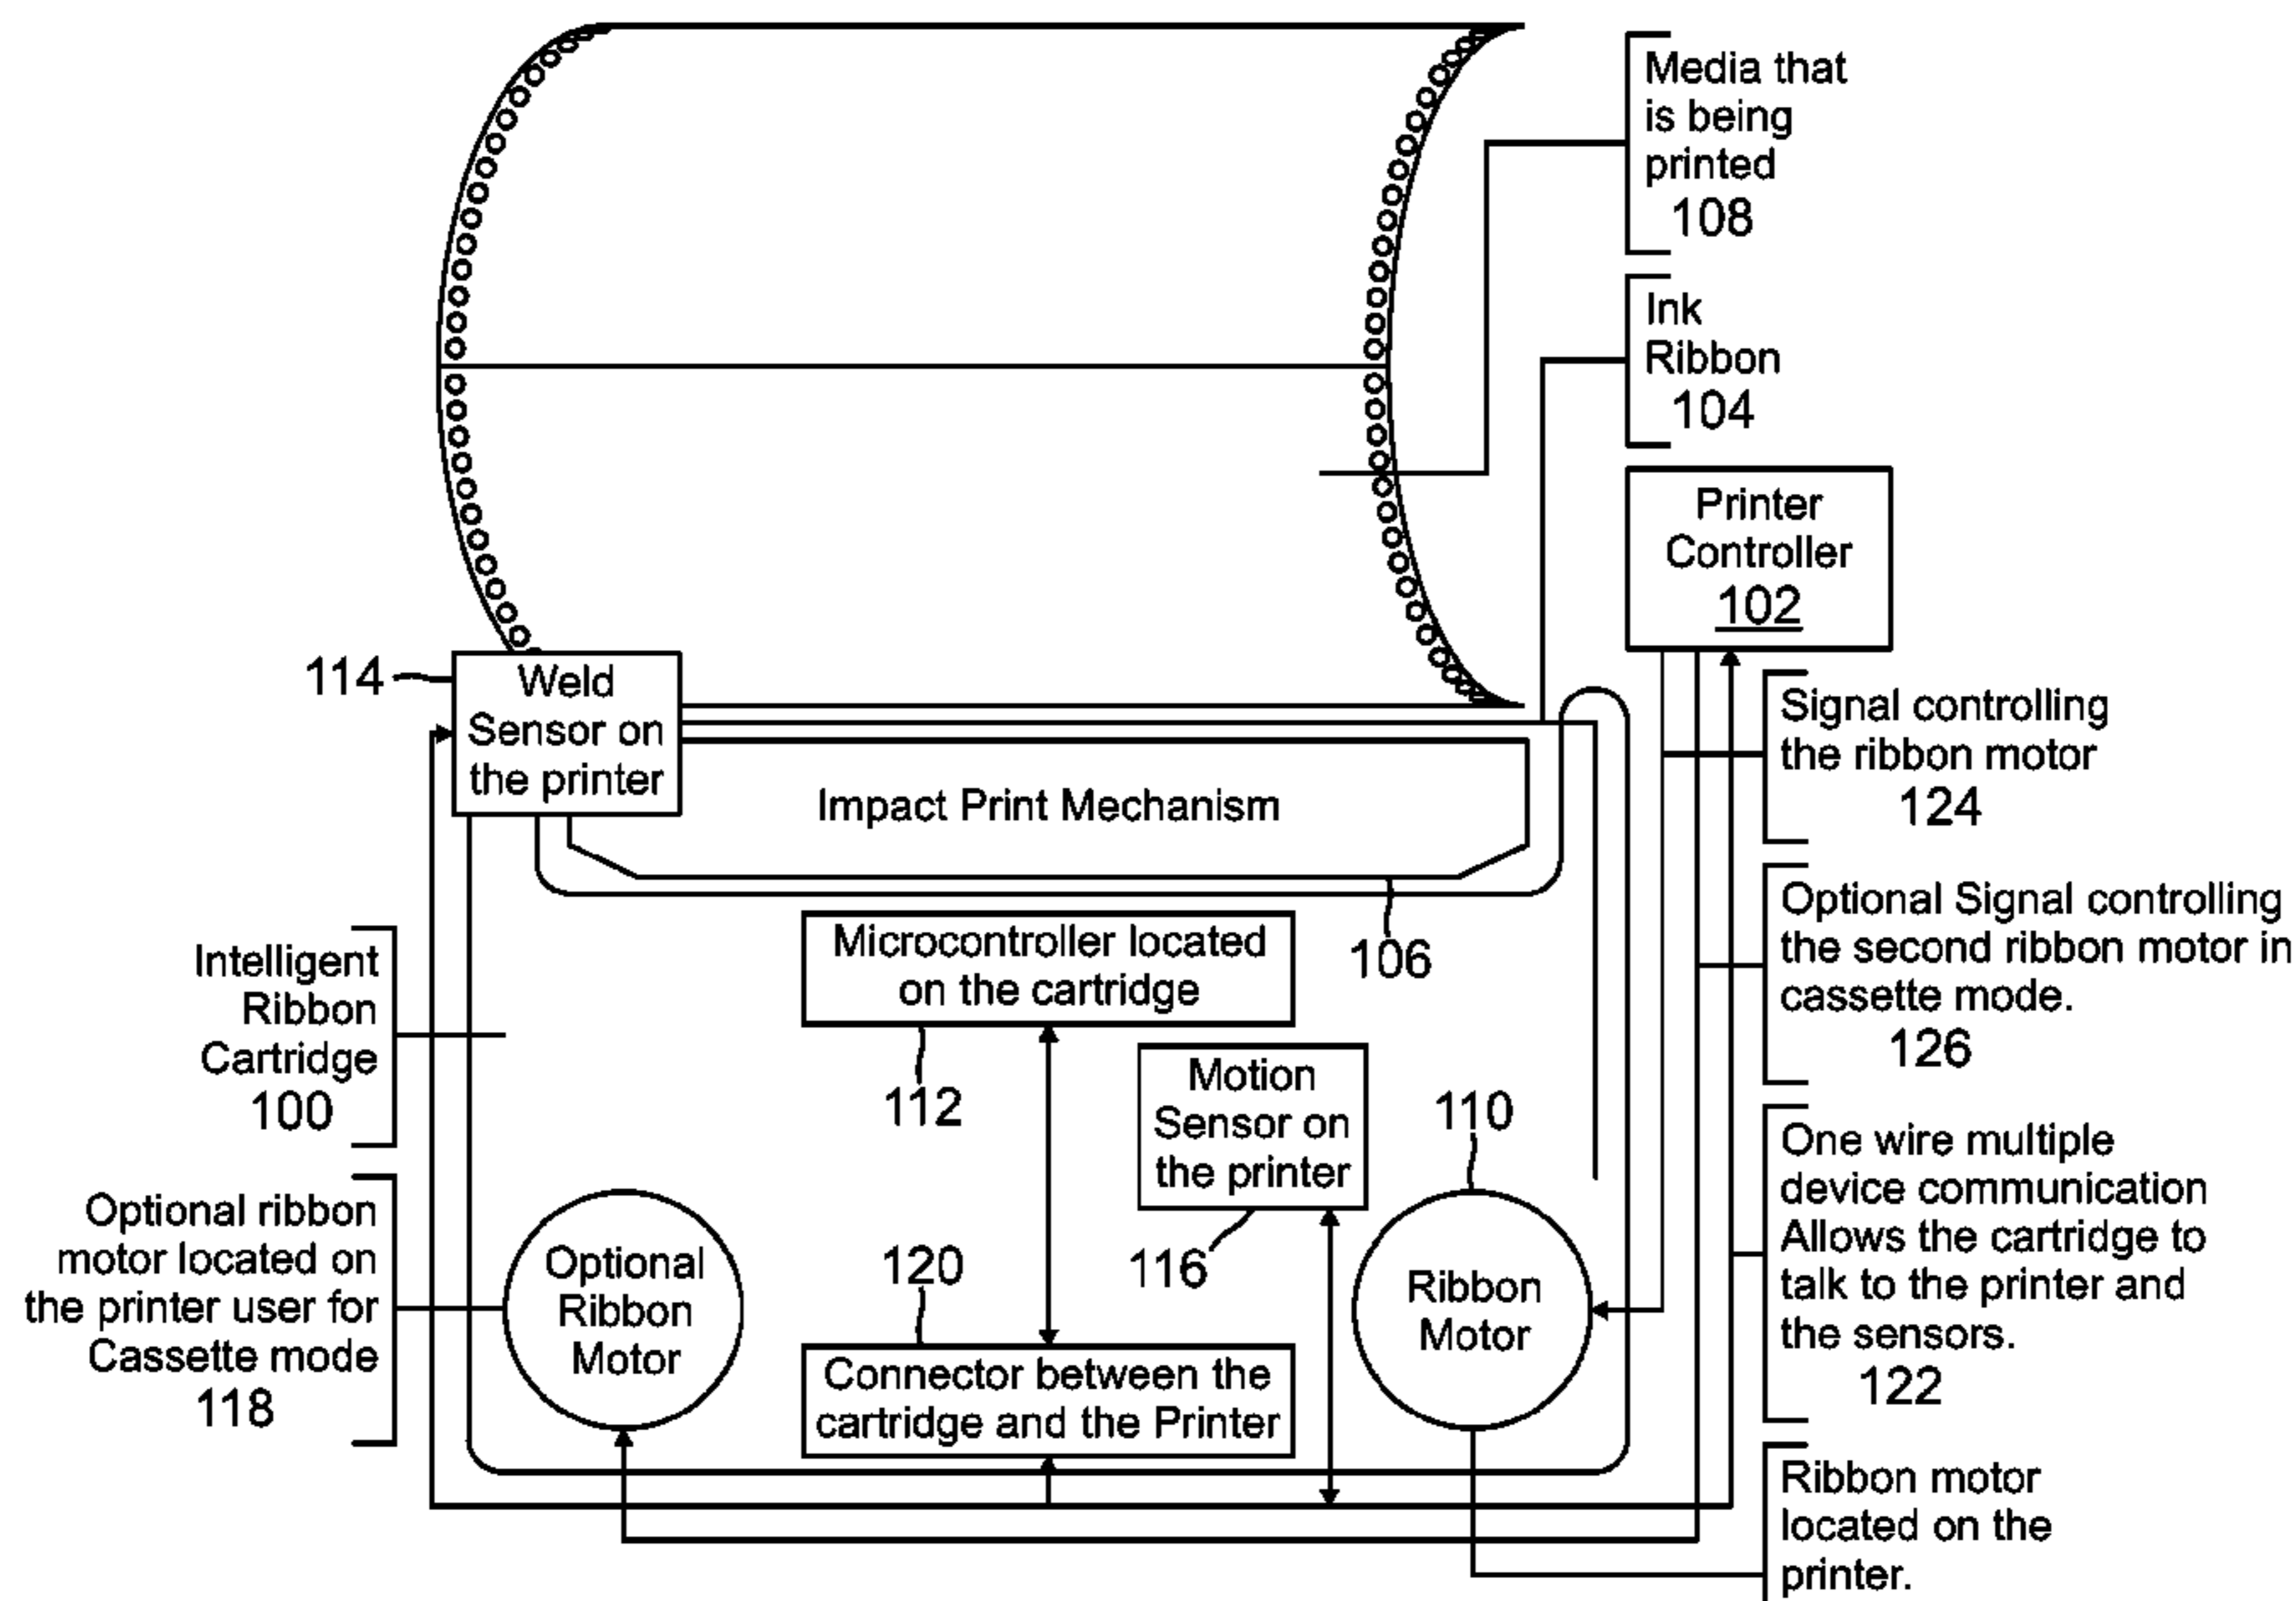 Media that
is being
printed
108
Ink
Ribbon
104
Printer
Controller
102
114
Weld
Sensor on
the printer
Signal controlling
the ribbon motor
124
Impact Print Mechanism
Optional Signal controlling
the second ribbon motor in
cassette mode.
126
106
Microcontroller located
on the cartridge
112
Intelligent
Ribbon
Cartridge
100
Motion
Sensor on
the printer
116
110
One wire multiple
device communication
Allows the cartridge to
talk to the printer and
the sensors.
122
Optional ribbon
motor located on
the printer user for
Cassette mode
118
Optional
Ribbon
Motor
120
Connector between the
cartridge and the Printer
Ribbon
Motor
Ribbon motor
located on the
printer.